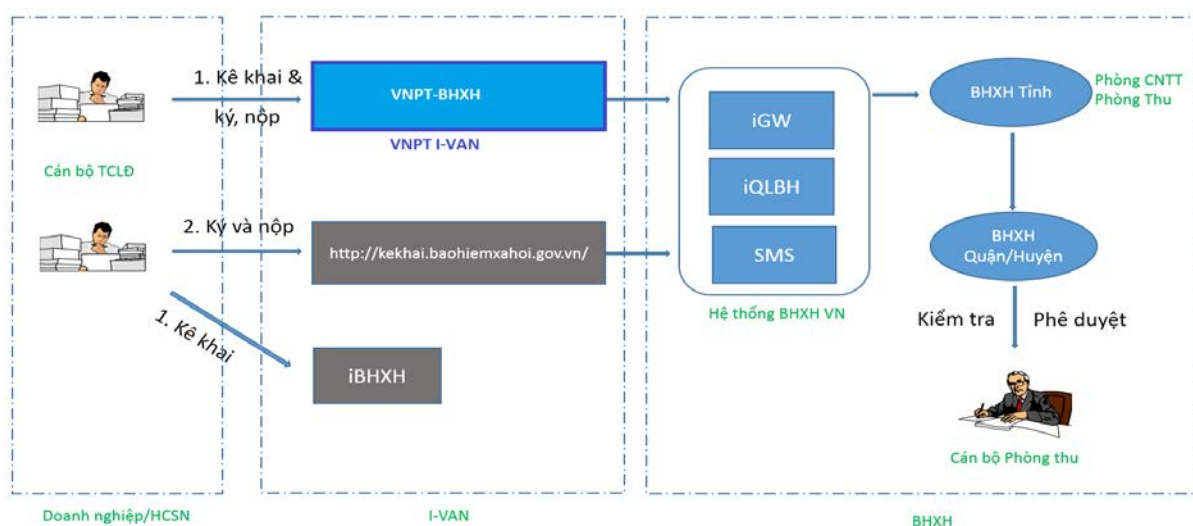 1. Kê khai &
ký, nộp
VNPT-BHXH
VNPT I-VAN
Cán bộ TCLĐ
2. Ký và nộp
http://kekhai.baohiemxahoi.gov.vn/
1. Kê khai
iBHXH
iGW
iQLBH
SMS
Hệ thống BHXH VN
BHXH Tỉnh
Phòng CNTT
Phòng Thu
BHXH
Quận/Huyện
Kiểm tra
Phê duyệt
Cán bộ Phòng thu
Doanh nghiệp/HCSN
I-VAN
BHXH